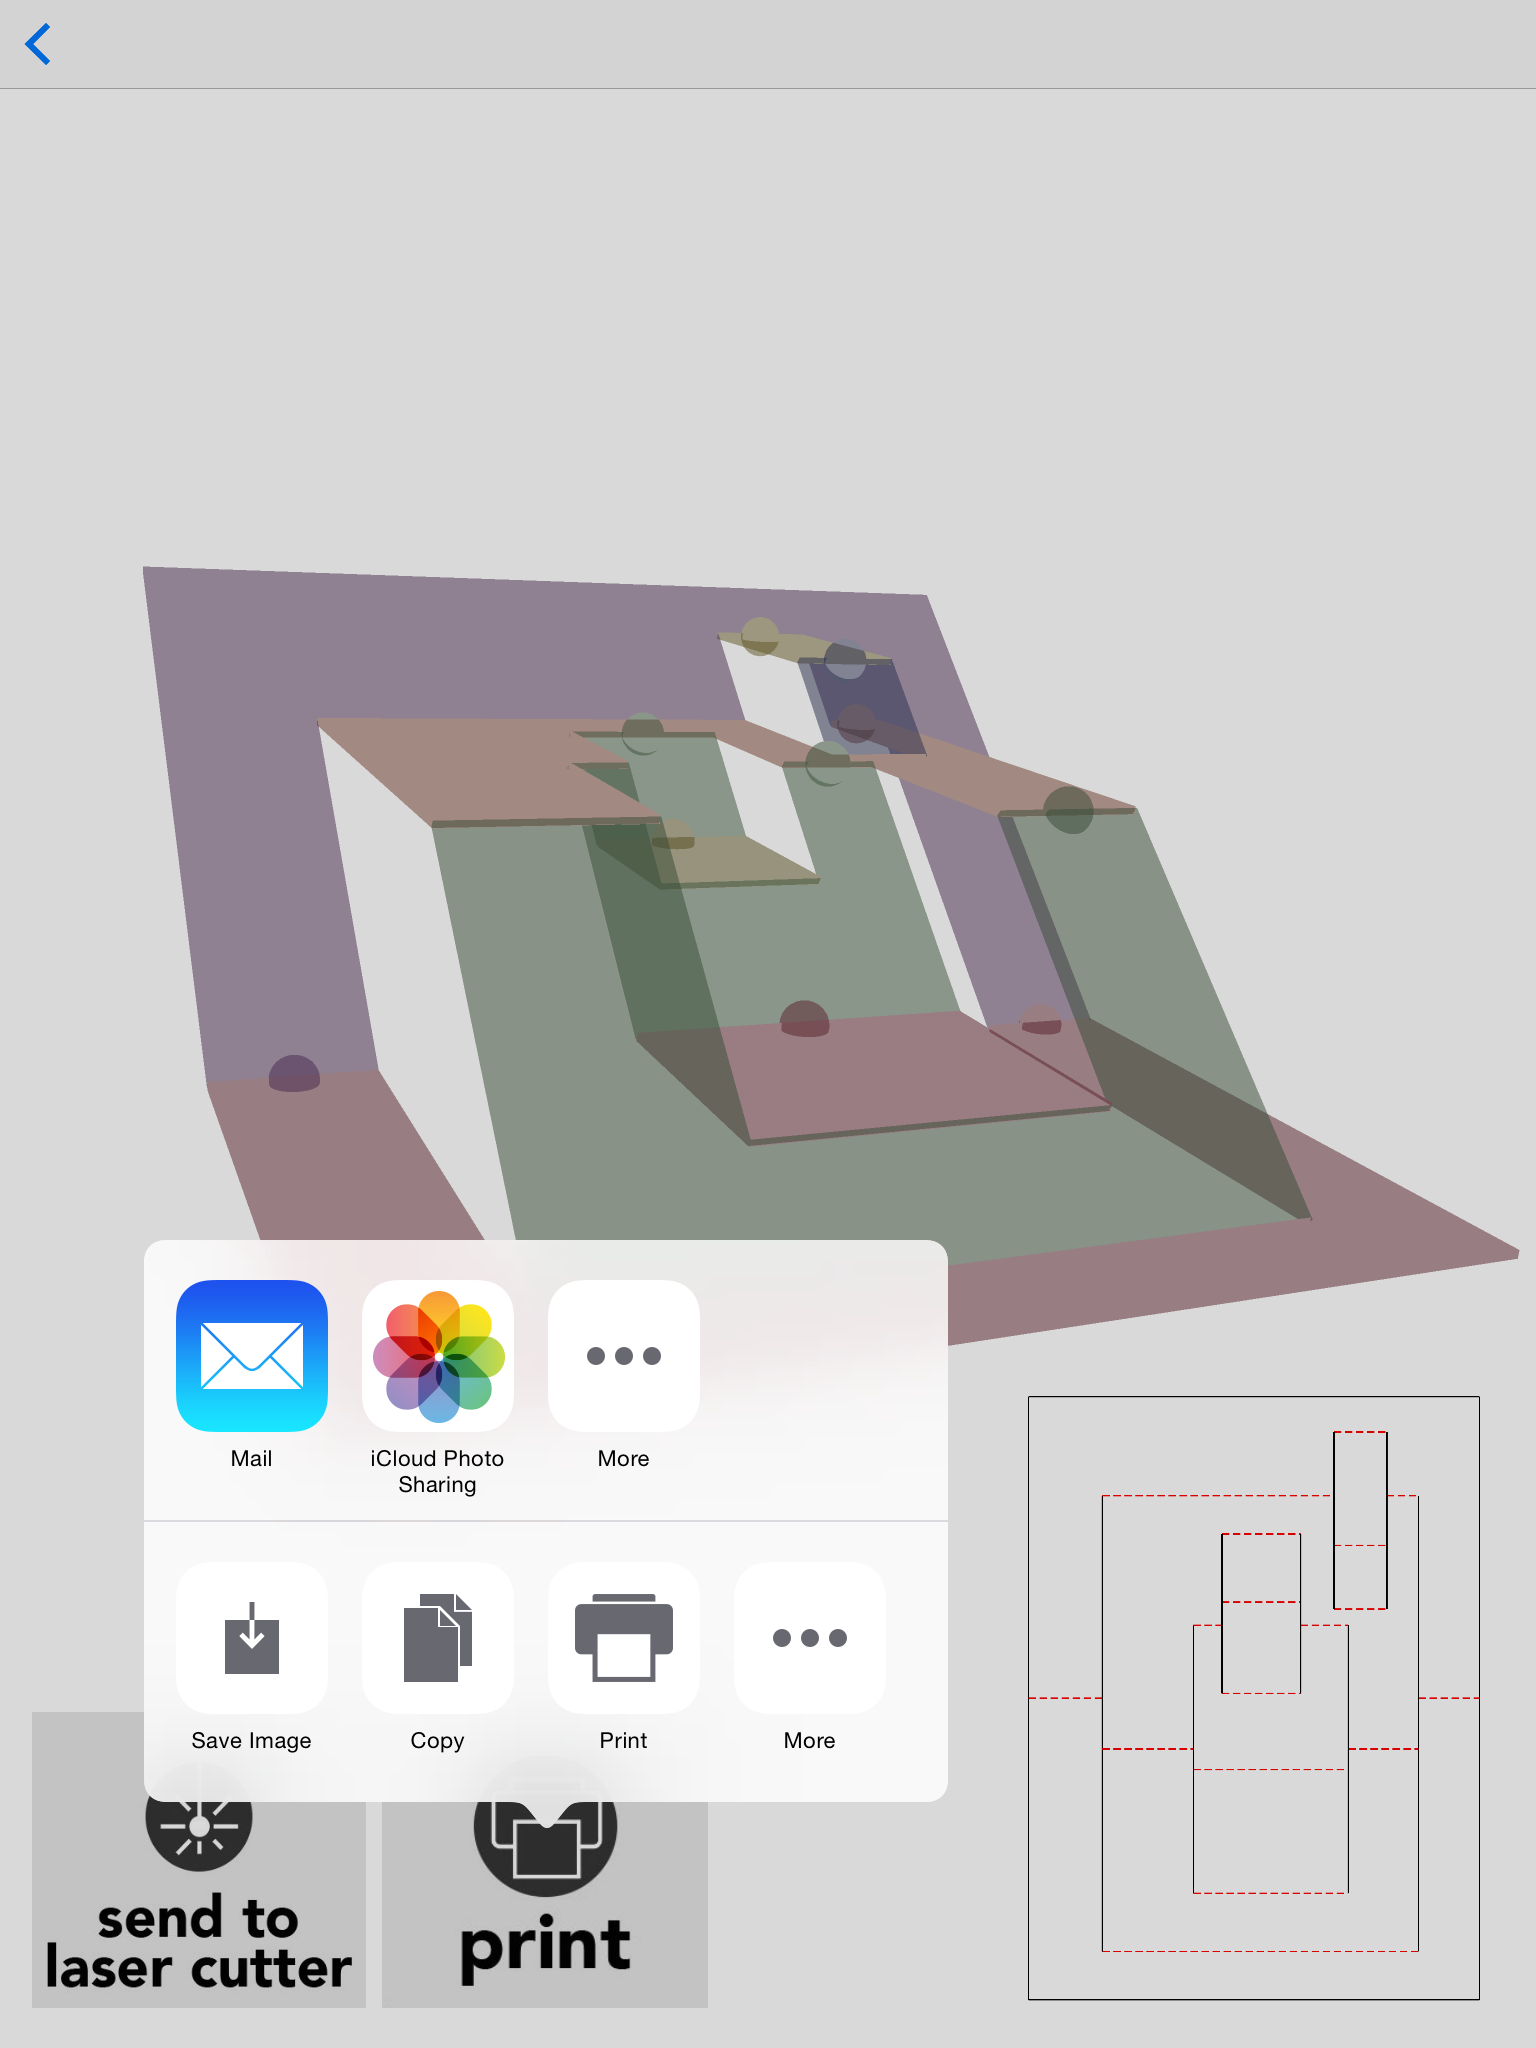 Mail
iCloud Photo
Sharing
More
Save Image
Copy
Print
More
send to
laser cutter
print